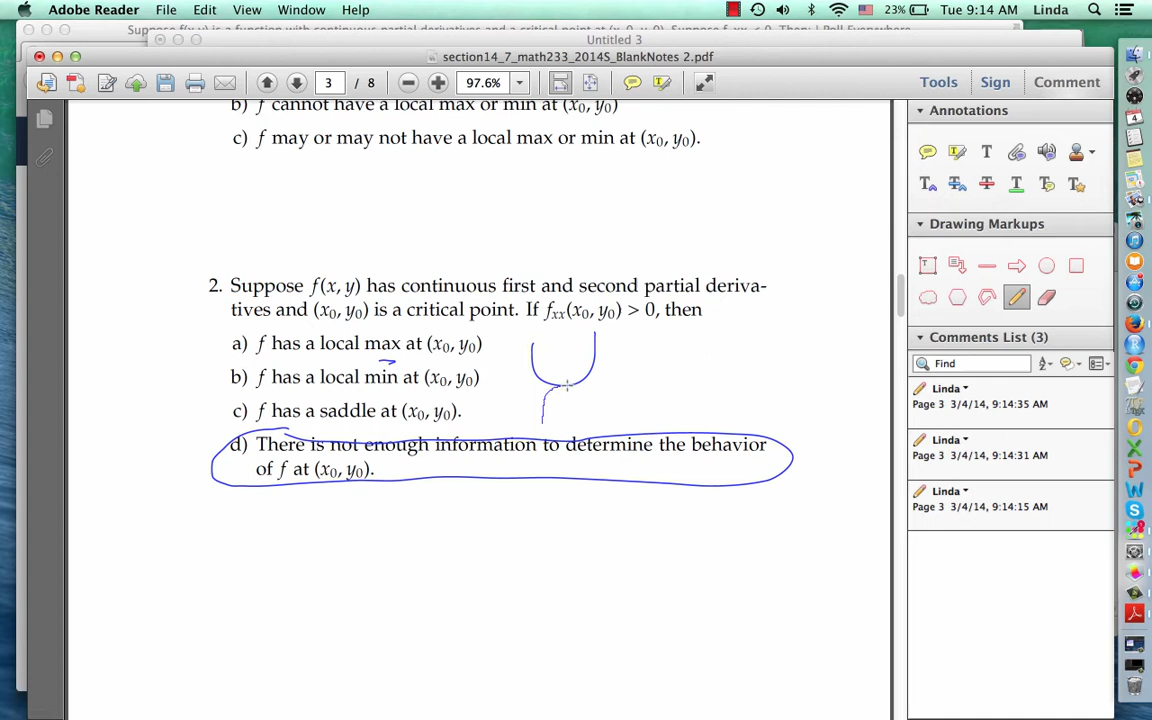 Adobe Reader File Edit View Window Help 23% Tue 9:14 AM Linda
Untitled 3
section14_7_math233_2014S_BlankNotes 2.pdf
3 / 8 97.6% Tools Sign Comment
b) f cannot have a local max or min at (x₀, y₀)
c) f may or may not have a local max or min at (x₀, y₀).
2. Suppose f(x, y) has continuous first and second partial deriva-
tives and (x₀, y₀) is a critical point. If fₓₓ(x₀, y₀) > 0, then
a) f has a local max at (x₀, y₀)
b) f has a local min at (x₀, y₀)
c) f has a saddle at (x₀, y₀).
d) There is not enough information to determine the behavior
of f at (x₀, y₀).
Annotations
Drawing Markups
Comments List (3)
Find
Linda
Page 3 3/4/14, 9:14:35 AM
Linda
Page 3 3/4/14, 9:14:31 AM
Linda
Page 3 3/4/14, 9:14:15 AM